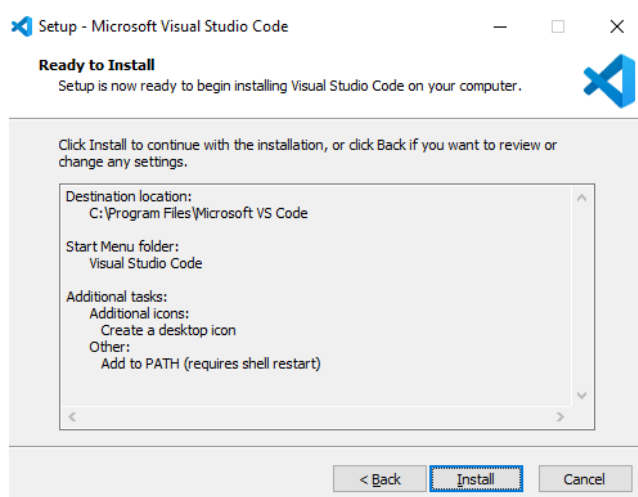 Setup - Microsoft Visual Studio Code
Ready to Install
Setup is now ready to begin installing Visual Studio Code on your computer.
Click Install to continue with the installation, or click Back if you want to review or
change any settings.
Destination location:
C:\Program Files\Microsoft VS Code
Start Menu folder:
Visual Studio Code
Additional tasks:
Additional icons:
Create a desktop icon
Other:
Add to PATH (requires shell restart)
< Back Install Cancel